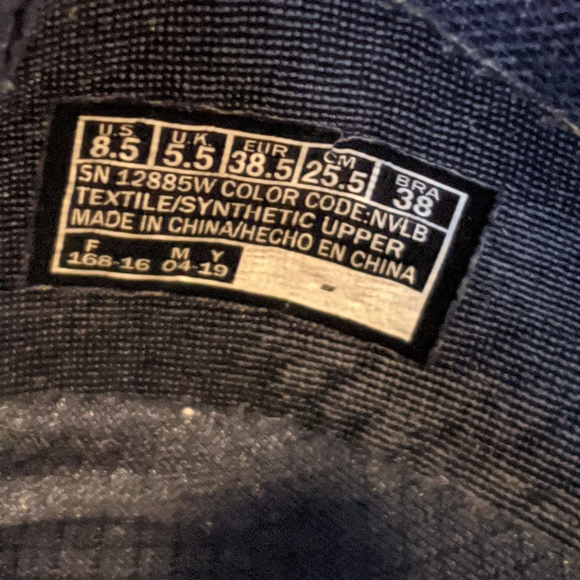 U.S. U.K. EUR CM BRA
8.5 5.5 38.5 25.5 38
SN 12885W COLOR CODE:NVLB
TEXTILE/SYNTHETIC UPPER
MADE IN CHINA/HECHO EN CHINA
F M Y
168-16 04-19